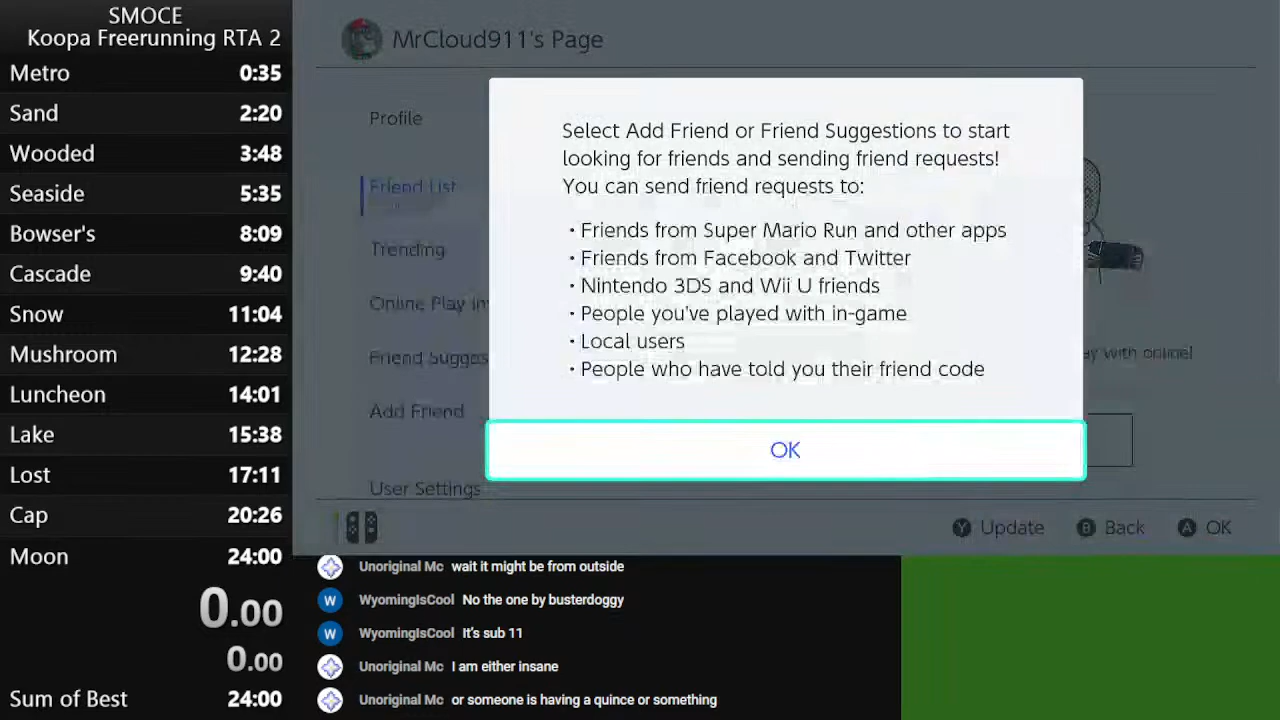 SMOCE
Koopa Freerunning RTA 2
Metro 0:35
Sand 2:20
Wooded 3:48
Seaside 5:35
Bowser's 8:09
Cascade 9:40
Snow 11:04
Mushroom 12:28
Luncheon 14:01
Lake 15:38
Lost 17:11
Cap 20:26
Moon 24:00
0.00
0.00
Sum of Best 24:00
MrCloud911's Page
Profile
Friend List
Trending
Online Play In
Friend Sugges
Add Friend
User Settings
Select Add Friend or Friend Suggestions to start
looking for friends and sending friend requests!
You can send friend requests to:
• Friends from Super Mario Run and other apps
• Friends from Facebook and Twitter
• Nintendo 3DS and Wii U friends
• People you've played with in-game
• Local users
• People who have told you their friend code
OK
ay with online!
Y Update B Back A OK
Unoriginal Mc wait it might be from outside
W WyomingIsCool No the one by busterdoggy
W WyomingIsCool It's sub 11
Unoriginal Mc I am either insane
Unoriginal Mc or someone is having a quince or something